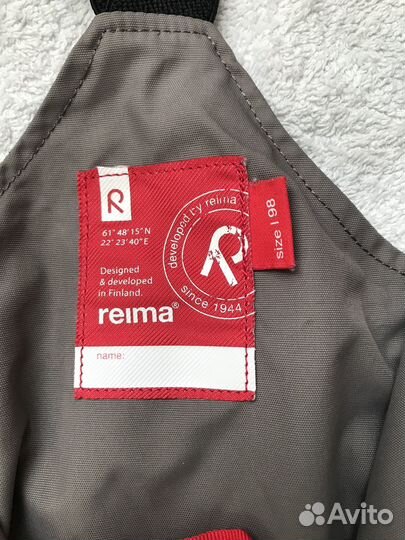 R
61° 48' 15" N
22° 23' 40" E
Designed
& developed
in Finland.
reima®
name:
developed by reima
R
since 1944
size | 98
Avito